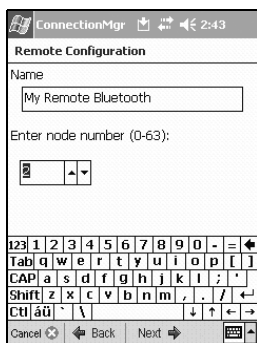 ConnectionMgr 2:43
Remote Configuration
Name
My Remote Bluetooth
Enter node number (0-63):
2
123 1 2 3 4 5 6 7 8 9 0 - =
Tab q w e r t y u i o p [ ]
CAP a s d f g h j k l ; '
Shift z x c v b n m , . /
Ctl áü ` \
Cancel Back Next